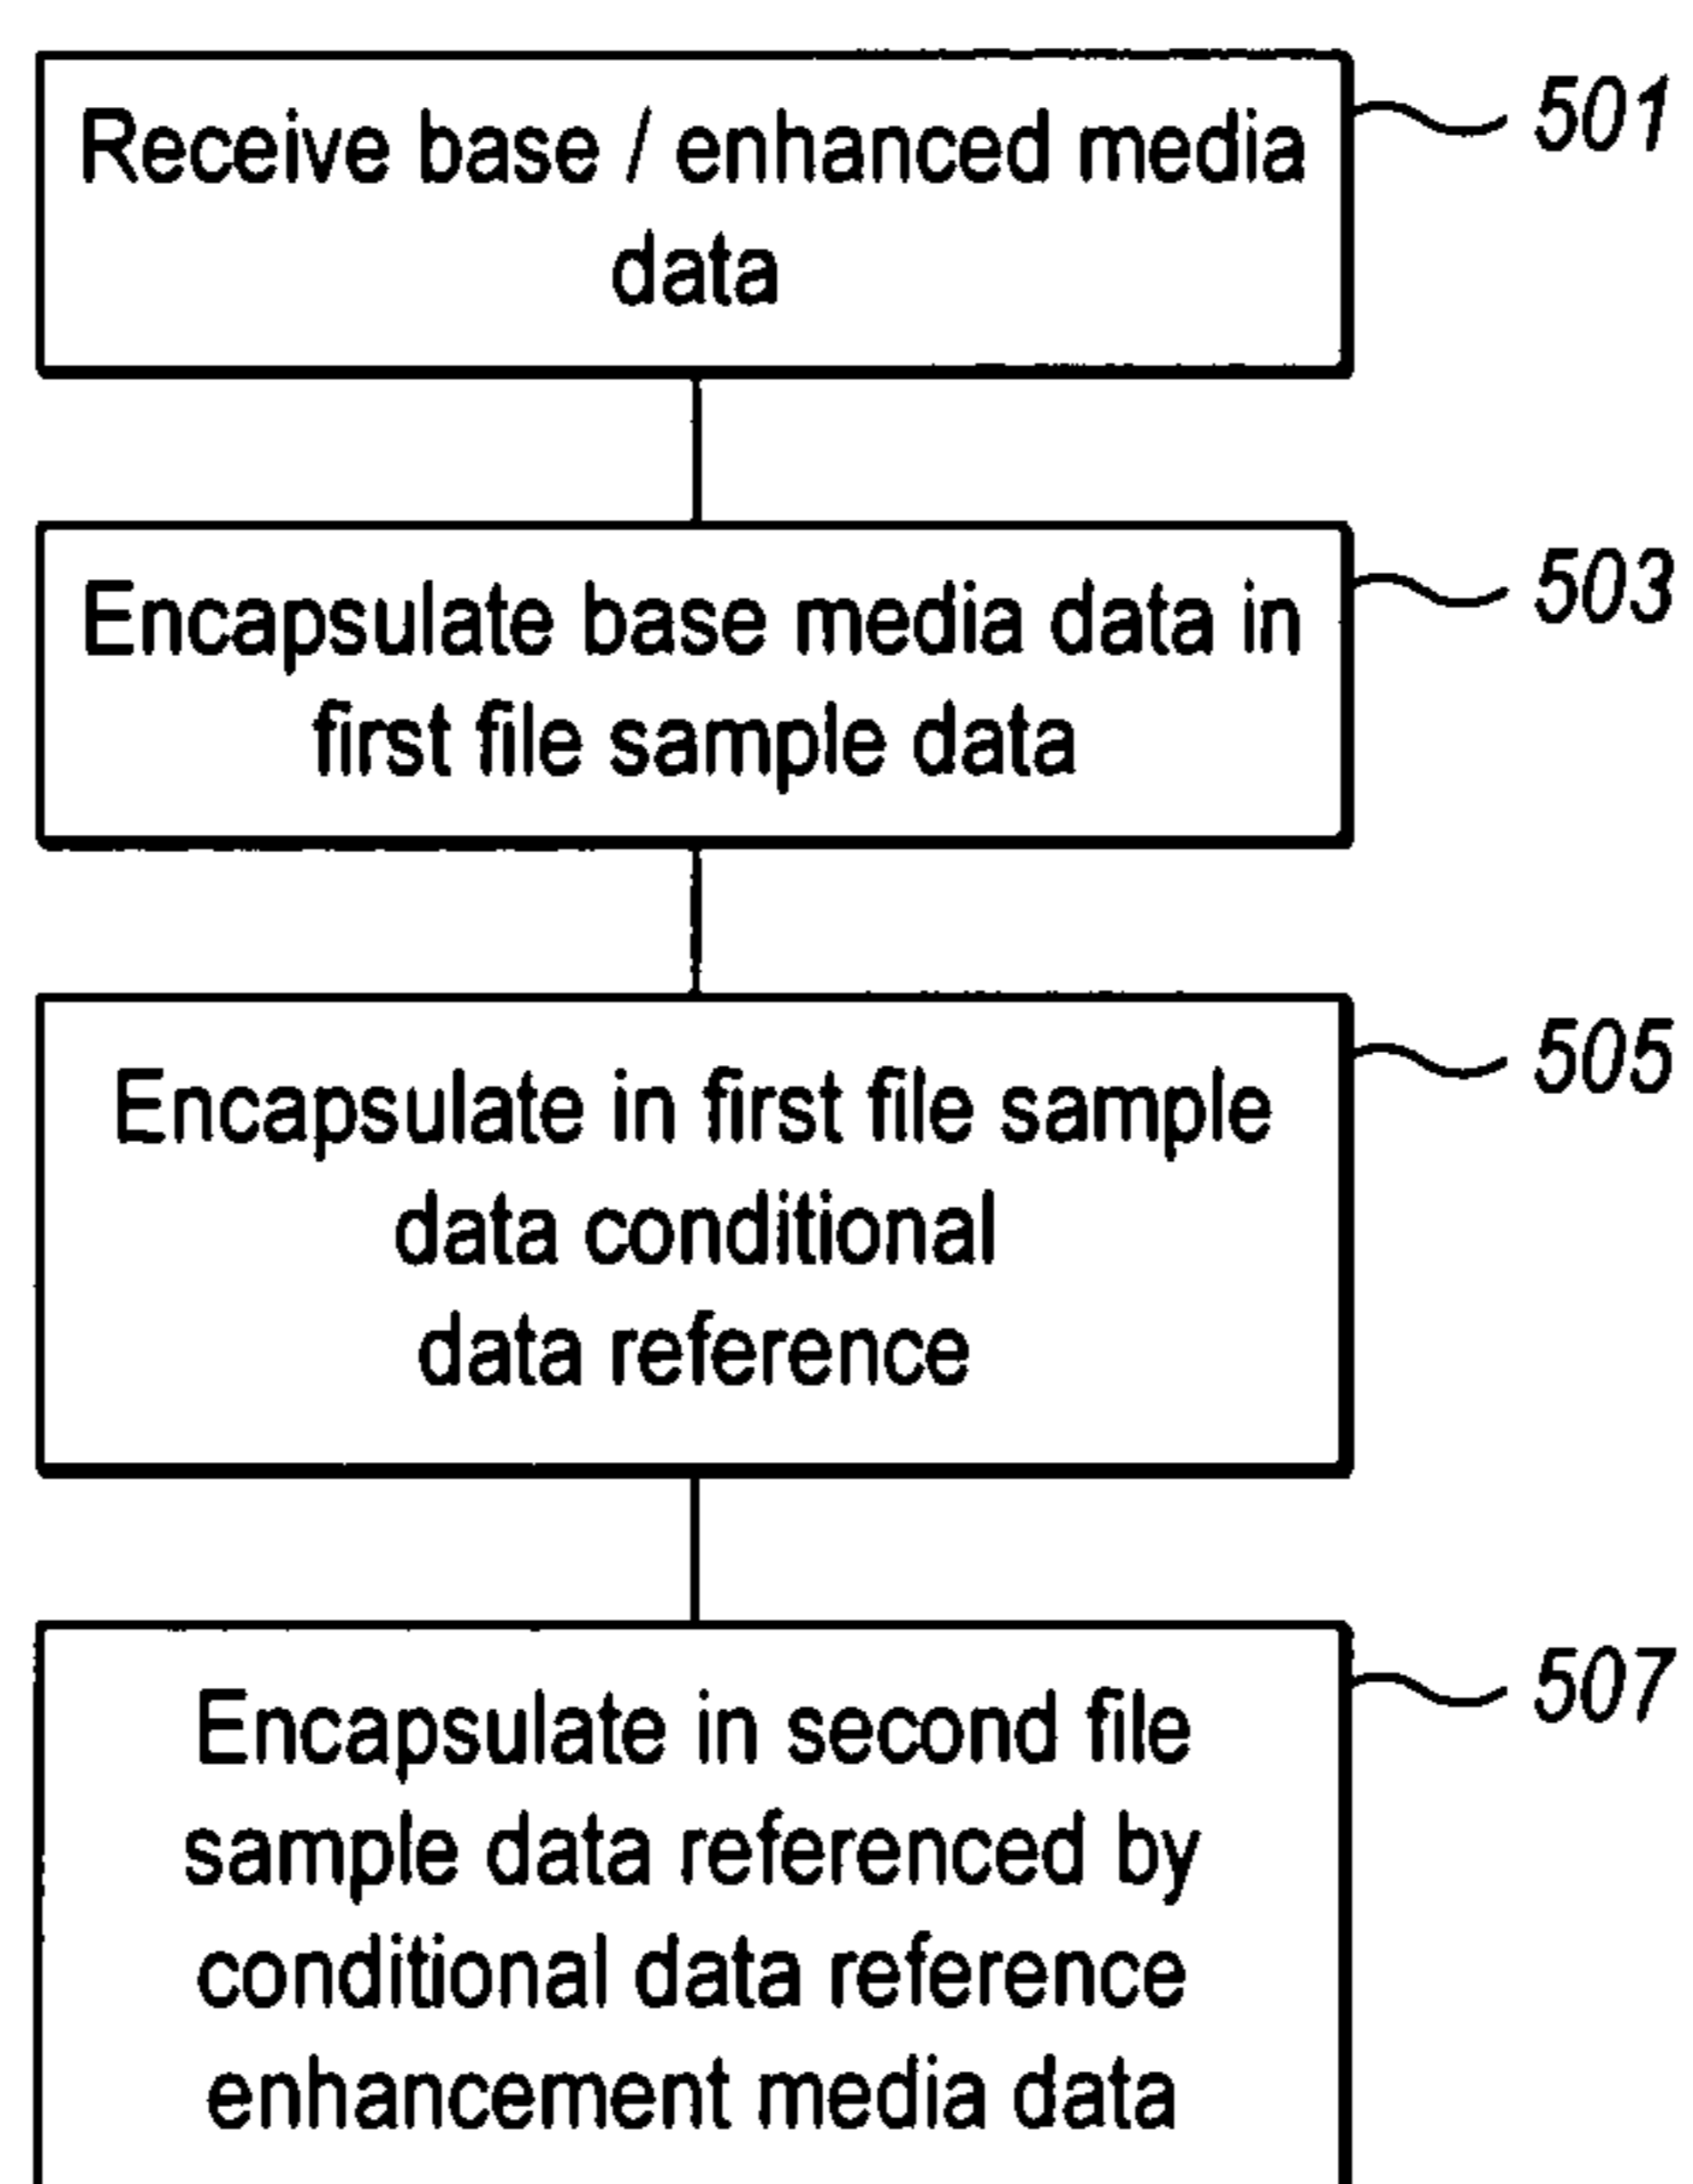 Receive base / enhanced media
data
501
Encapsulate base media data in
first file sample data
503
Encapsulate in first file sample
data conditional
data reference
505
Encapsulate in second file
sample data referenced by
conditional data reference
enhancement media data
507